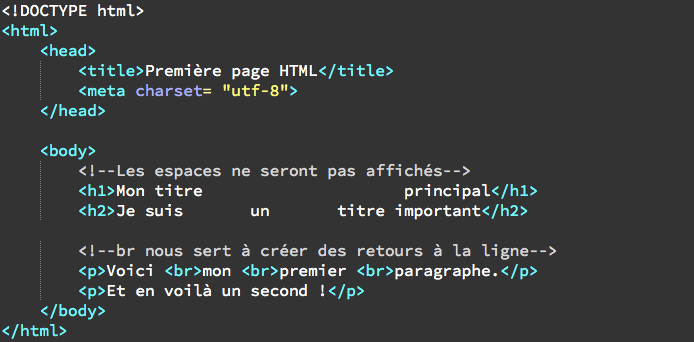 <!DOCTYPE html>
<html>
    <head>
        <title>Première page HTML</title>
        <meta charset= "utf-8">
    </head>

    <body>
        <!--Les espaces ne seront pas affichés-->
        <h1>Mon titre                     principal</h1>
        <h2>Je suis       un       titre important</h2>

        <!--br nous sert à créer des retours à la ligne-->
        <p>Voici <br>mon <br>premier <br>paragraphe.</p>
        <p>Et en voilà un second !</p>
    </body>
</html>